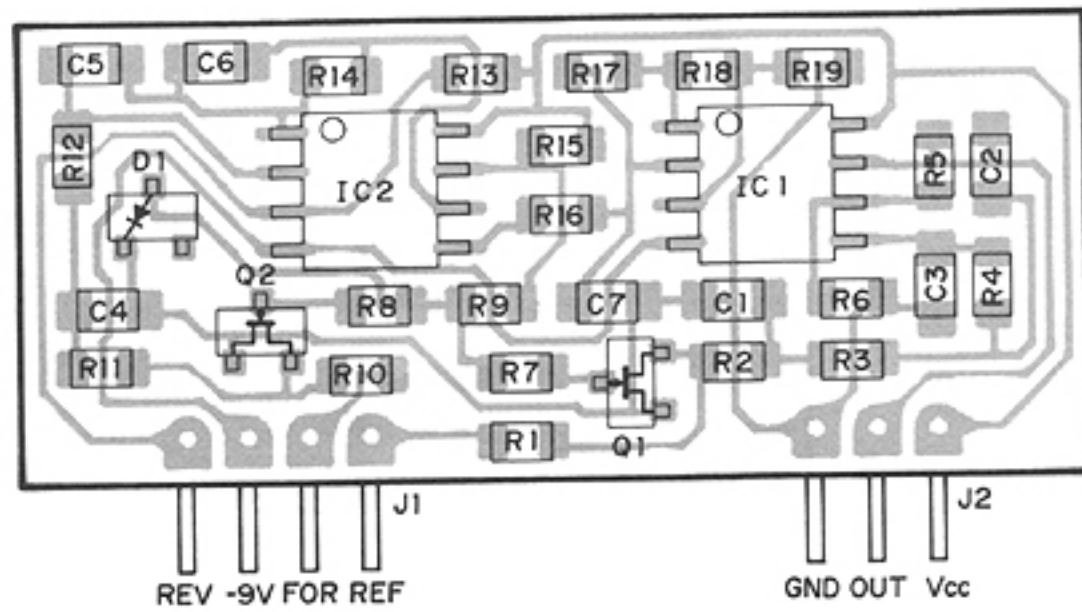 C5 C6 R14 R13 R17 R18 R19
R12 R15 R5 C2
D1 IC2 R16 IC1
Q2
C4 R8 R9 C7 C1 R6 C3 R4
R11 R10 R7 R2 R3
R1 Q1
J1 J2
REV -9V FOR REF GND OUT Vcc